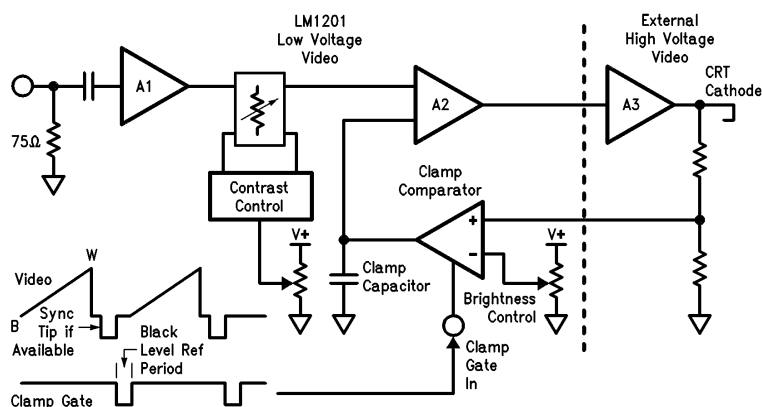 LM1201
Low Voltage
Video
External
High Voltage
Video
CRT
Cathode
A1
A2
A3
75Ω
Contrast
Control
Clamp
Comparator
+
−
V+
V+
Clamp
Capacitor
Brightness
Control
Video
W
B
Sync
Tip if
Available
Black
Level Ref
Period
Clamp
Gate
In
Clamp Gate